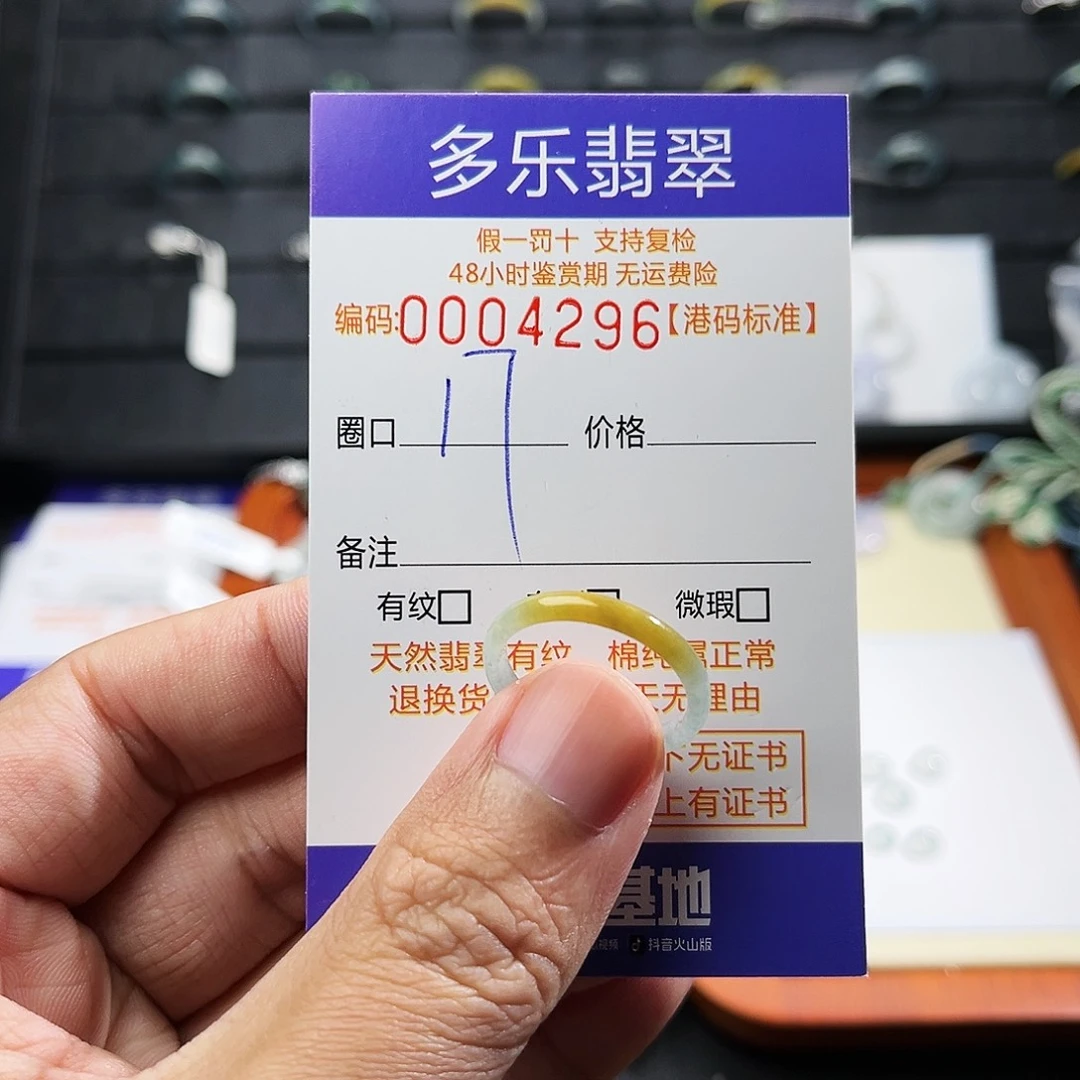 多乐翡翠
假一罚十 支持复检
48小时鉴赏期 无运费险
编码:0004296【港码标准】
圈口 17 价格
备注
有纹 微瑕
天然翡翠有纹 棉纯属正常
退换货 无理由
下无证书
上有证书
基地
视频 抖音火山版